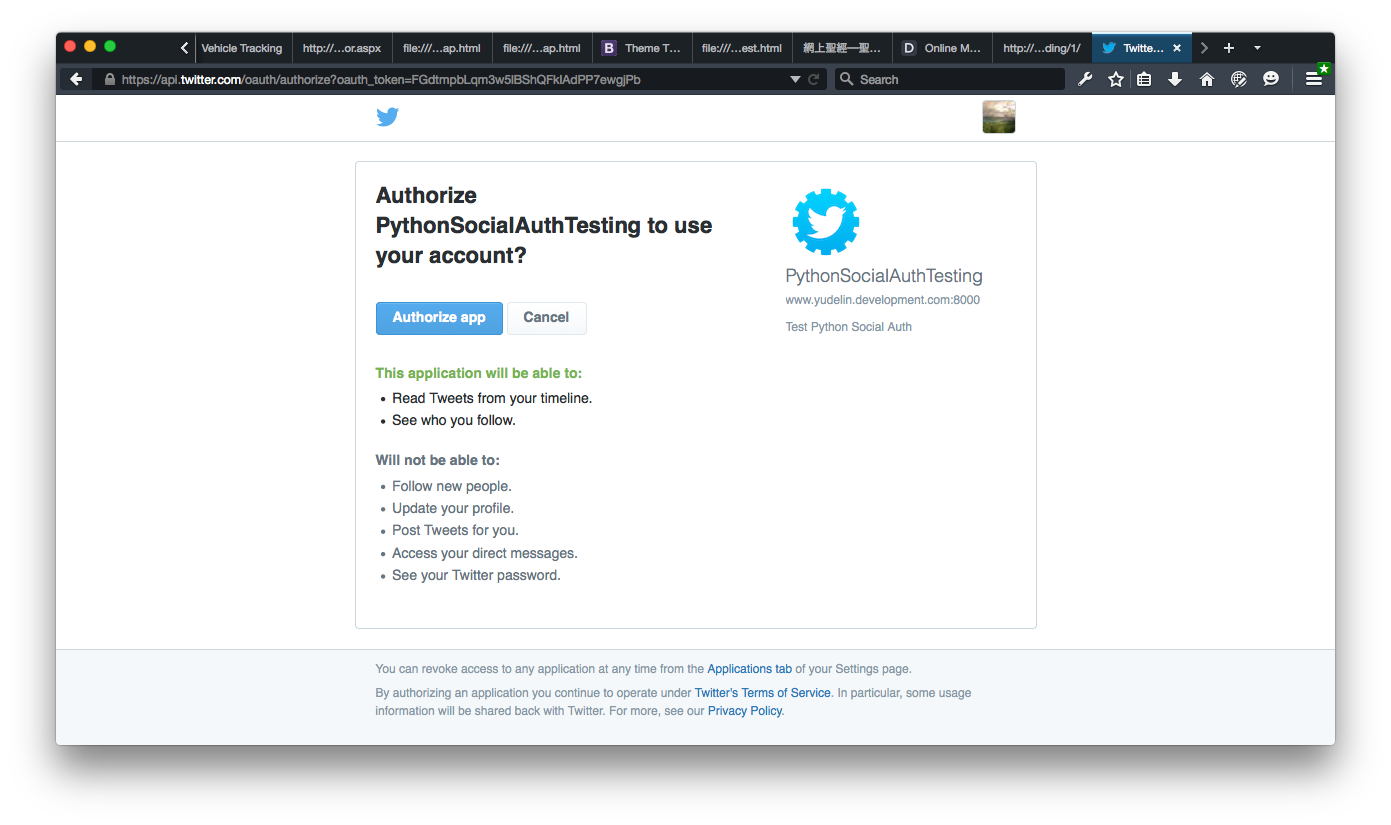 Vehicle Tracking
http://...or.aspx
file:///...ap.html
file:///...ap.html
B Theme T...
file:///...est.html
網上聖經—聖...
D Online M...
http://...ding/1/
Twitte...
https://api.twitter.com/oauth/authorize?oauth_token=FGdtmpbLqm3w5lBShQFkIAdPP7ewgjPb
Search
Authorize
PythonSocialAuthTesting to use
your account?
Authorize app
Cancel
This application will be able to:
• Read Tweets from your timeline.
• See who you follow.
Will not be able to:
• Follow new people.
• Update your profile.
• Post Tweets for you.
• Access your direct messages.
• See your Twitter password.
PythonSocialAuthTesting
www.yudelin.development.com:8000
Test Python Social Auth
You can revoke access to any application at any time from the Applications tab of your Settings page.
By authorizing an application you continue to operate under Twitter's Terms of Service. In particular, some usage
information will be shared back with Twitter. For more, see our Privacy Policy.